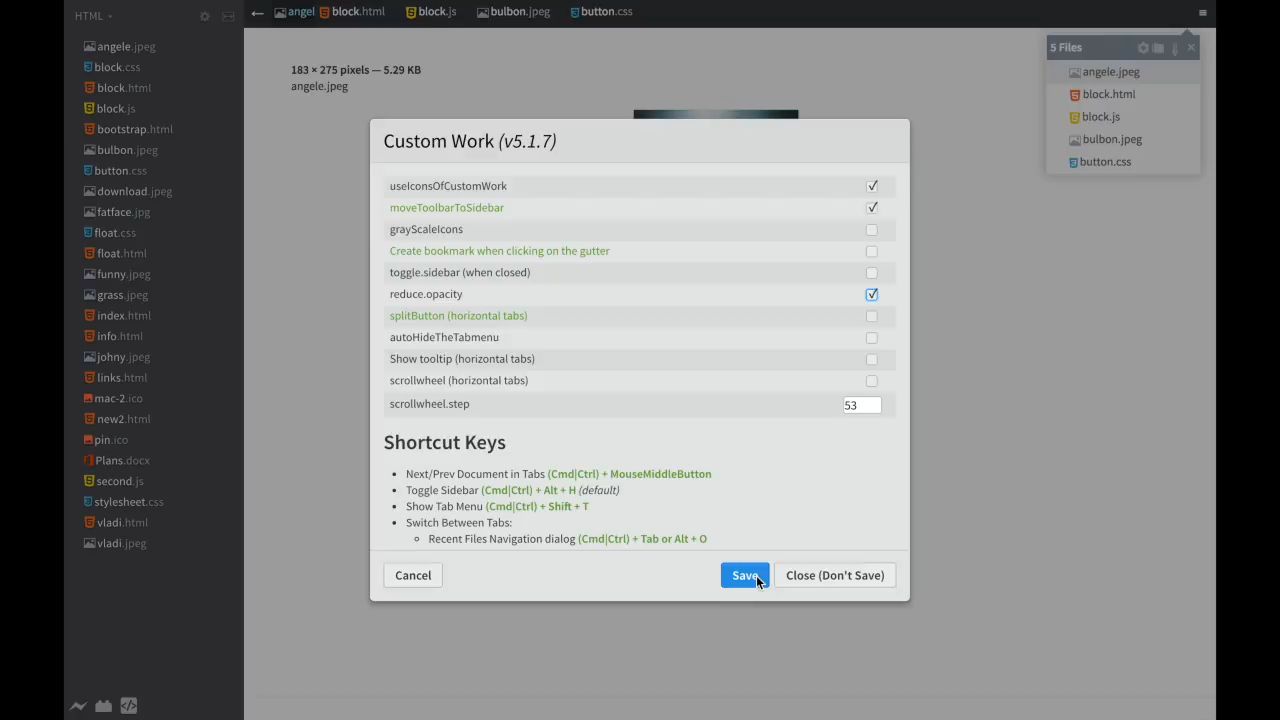 HTML
angel
block.html
block.js
bulbon.jpeg
button.css
angele.jpeg
block.css
block.html
block.js
bootstrap.html
bulbon.jpeg
button.css
download.jpeg
fatface.jpg
float.css
float.html
funny.jpeg
grass.jpeg
index.html
info.html
johny.jpeg
links.html
mac-2.ico
new2.html
pin.ico
Plans.docx
second.js
stylesheet.css
vladi.html
vladi.jpeg
183 × 275 pixels — 5.29 KB
angele.jpeg
5 Files
angele.jpeg
block.html
block.js
bulbon.jpeg
button.css
Custom Work (v5.1.7)
useIconsOfCustomWork
moveToolbarToSidebar
grayScaleIcons
Create bookmark when clicking on the gutter
toggle.sidebar (when closed)
reduce.opacity
splitButton (horizontal tabs)
autoHideTheTabmenu
Show tooltip (horizontal tabs)
scrollwheel (horizontal tabs)
scrollwheel.step 53
Shortcut Keys
Next/Prev Document in Tabs (Cmd|Ctrl) + MouseMiddleButton
Toggle Sidebar (Cmd|Ctrl) + Alt + H (default)
Show Tab Menu (Cmd|Ctrl) + Shift + T
Switch Between Tabs:
Recent Files Navigation dialog (Cmd|Ctrl) + Tab or Alt + O
Cancel
Save
Close (Don't Save)